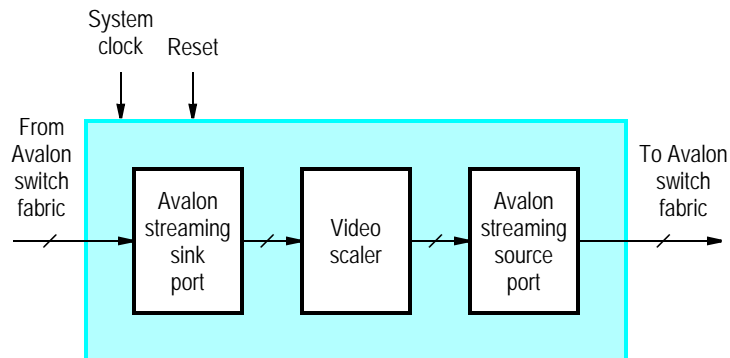 System
clock
Reset
From
Avalon
switch
fabric
Avalon
streaming
sink
port
Video
scaler
Avalon
streaming
source
port
To Avalon
switch
fabric